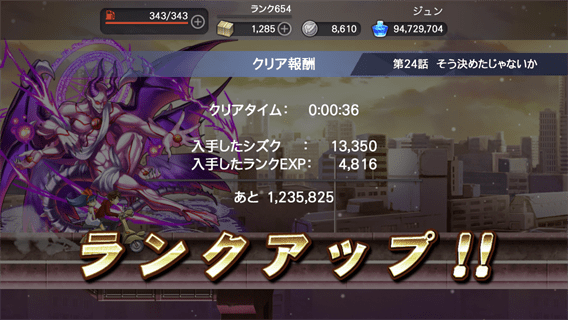 343/343
ランク654
1,285
8,610
ジュン
94,729,704
クリア報酬
第24話 そう決めたじゃないか
クリアタイム： 0:00:36
入手したシズク ： 13,350
入手したランクEXP： 4,816
あと 1,235,825
ランクアップ!!